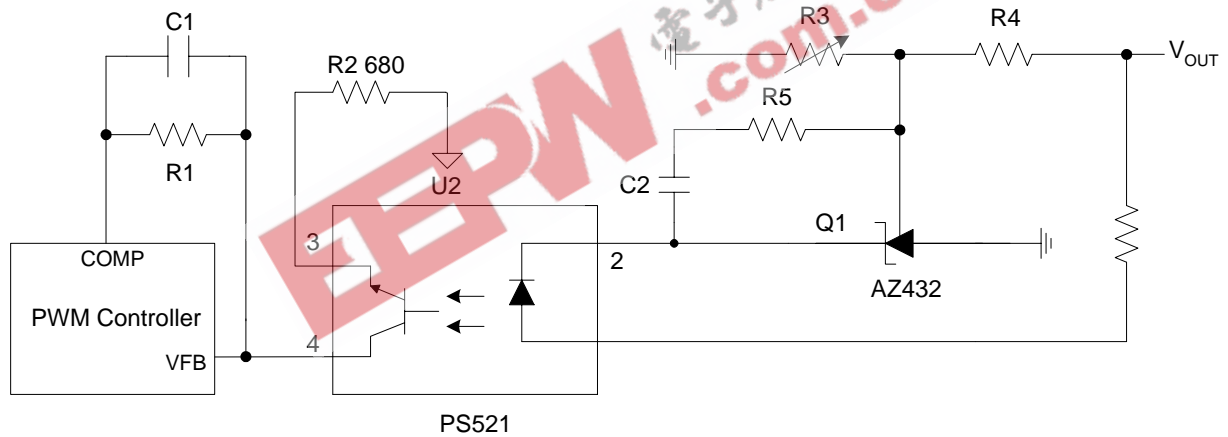 C1
R3
R4
VOUT
R2 680
R5
R1
C2
U2
Q1
3
2
COMP
AZ432
PWM Controller
4
VFB
PS521
EEPW
.com.